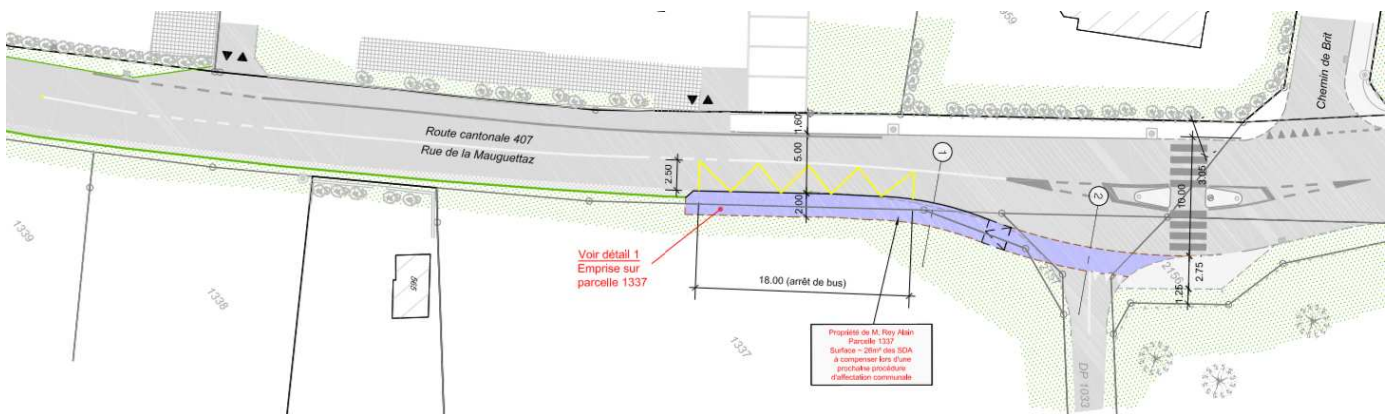 959
Chemin de Brit
Route cantonale 407
Rue de la Mauguettaz
1.60
5.00
2.50
2.00
3.05
10.00
1
2
1339
1338
565
Voir détail 1
Emprise sur
parcelle 1337
18.00 (arrêt de bus)
1337
Propriété de M. Rey Alain
Parcelle 1337
Surface ~ 28m² des SDA
à compenser lors d'une
prochaine procédure
d'affectation communale
2156
2.75
1.25
DP 1033